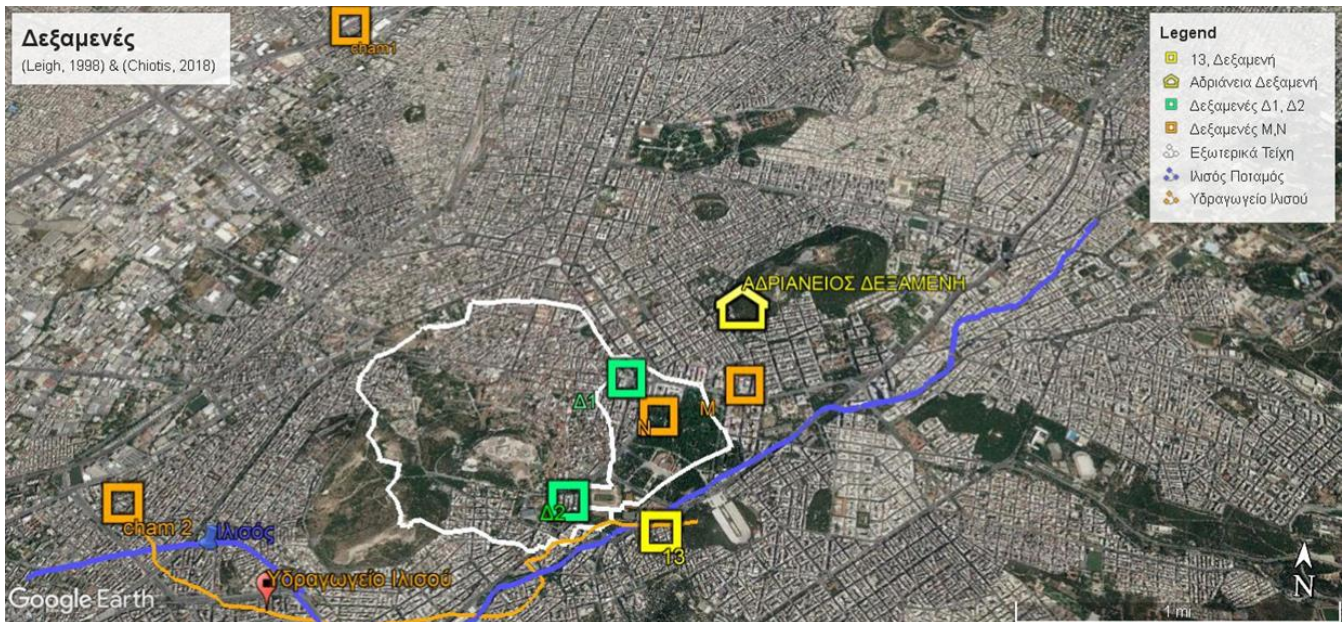 Δεξαμενές
(Leigh, 1998) & (Chiotis, 2018)
cham1
Legend
13, Δεξαμενή
Αδριάνεια Δεξαμενή
Δεξαμενές Δ1, Δ2
Δεξαμενές Μ,Ν
Εξωτερικά Τείχη
Ιλισός Ποταμός
Υδραγωγείο Ιλισού
ΑΔΡΙΑΝΕΙΟΣ ΔΕΞΑΜΕΝΗ
Δ1
M
N
Δ2
cham 2
Ιλισός
13
Υδραγωγείο Ιλισού
Google Earth
N
1 mi